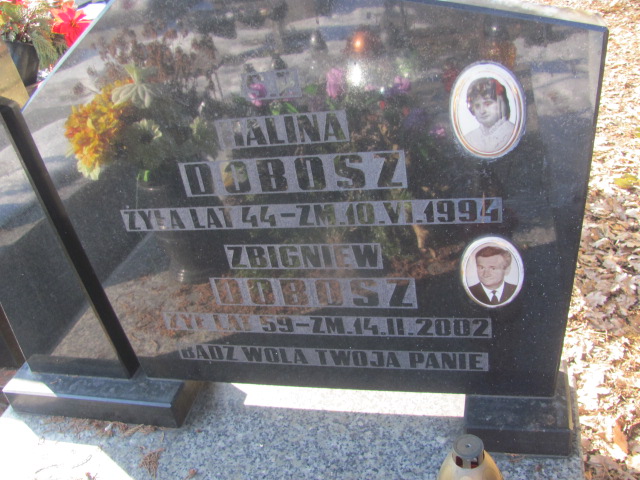 HALINA
DOBOSZ
ŻYŁA LAT 44-ZM.10.VI.1994
ZBIGNIEW
DOBOSZ
ŻYŁ LAT 59-ZM.14.II.2002
BĄDŹ WOLA TWOJA PANIE